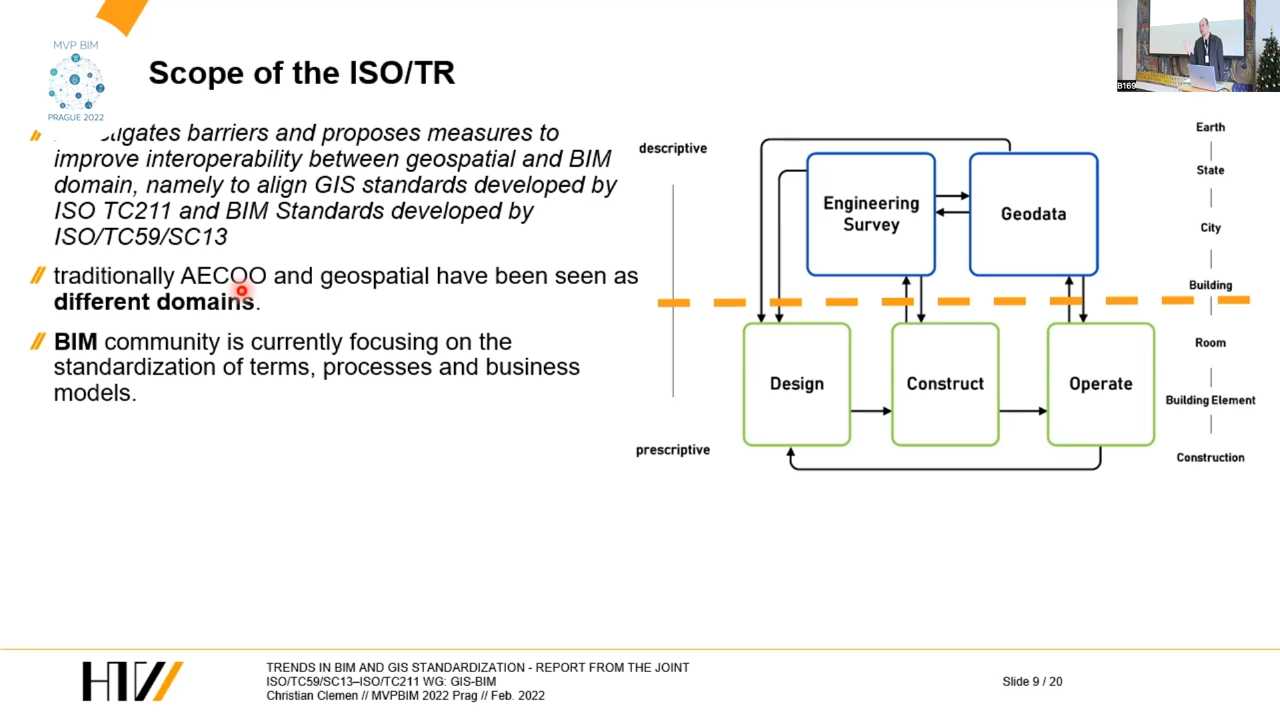 MVP BIM
PRAGUE 2022
Scope of the ISO/TR
barriers and proposes measures to
improve interoperability between geospatial and BIM
domain, namely to align GIS standards developed by
ISO TC211 and BIM Standards developed by
ISO/TC59/SC13
traditionally AECOO and geospatial have been seen as
different domains.
BIM community is currently focusing on the
standardization of terms, processes and business
models.
descriptive
prescriptive
Engineering
Survey
Geodata
Design
Construct
Operate
Earth
State
City
Building
Room
Building Element
Construction
B169
HTW
TRENDS IN BIM AND GIS STANDARDIZATION - REPORT FROM THE JOINT
ISO/TC59/SC13–ISO/TC211 WG: GIS-BIM
Christian Clemen // MVPBIM 2022 Prag // Feb. 2022
Slide 9 / 20